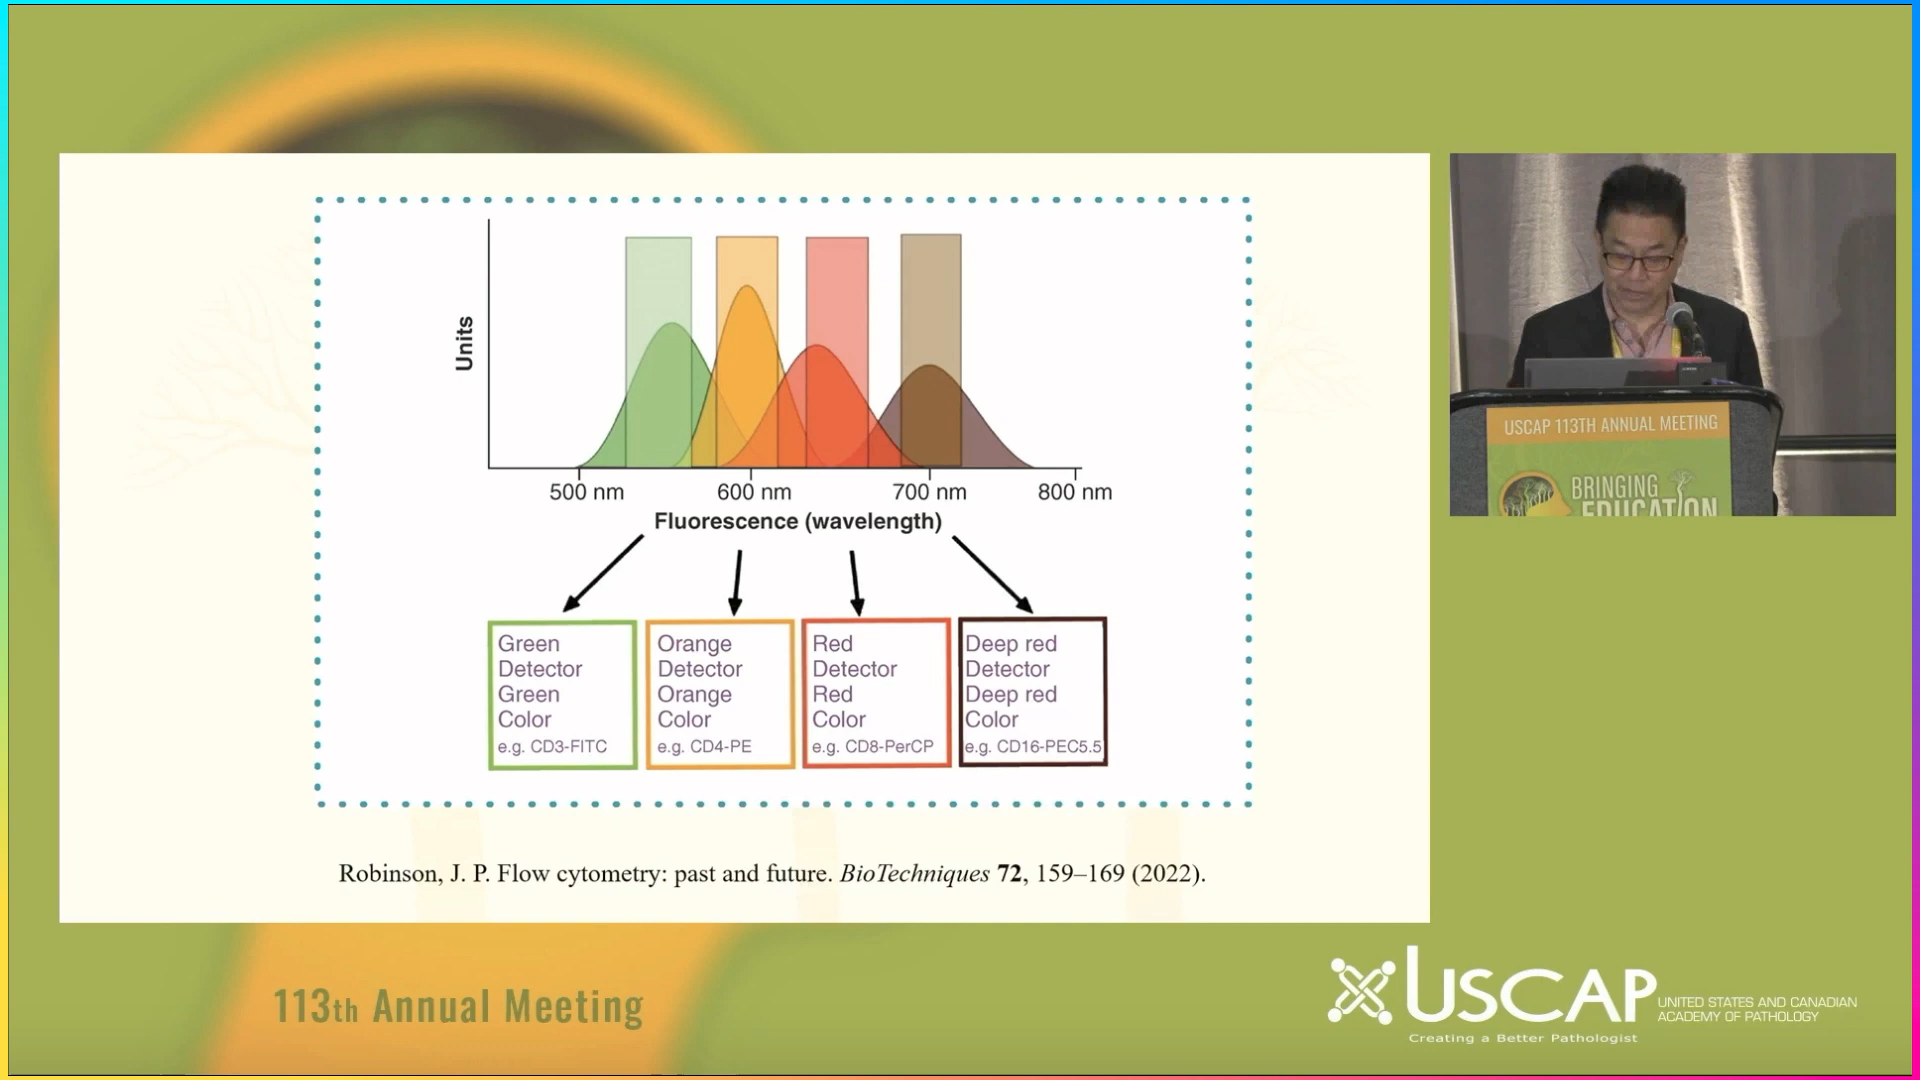 Units
500 nm
600 nm
700 nm
800 nm
Fluorescence (wavelength)
Green
Detector
Green
Color
e.g. CD3-FITC
Orange
Detector
Orange
Color
e.g. CD4-PE
Red
Detector
Red
Color
e.g. CD8-PerCP
Deep red
Detector
Deep red
Color
e.g. CD16-PEC5.5
Robinson, J. P. Flow cytometry: past and future. BioTechniques 72, 159–169 (2022).
USCAP 113TH ANNUAL MEETING
BRINGING
EDUCATION
113th Annual Meeting
USCAP
UNITED STATES AND CANADIAN
ACADEMY OF PATHOLOGY
Creating a Better Pathologist